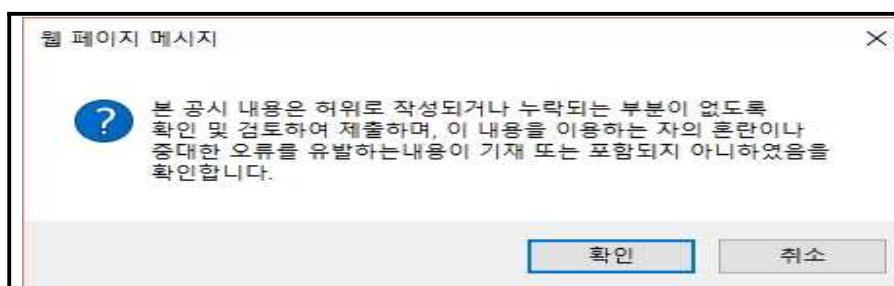 웹 페이지 메시지
본 공시 내용은 허위로 작성되거나 누락되는 부분이 없도록
확인 및 검토하여 제출하며, 이 내용을 이용하는 자의 혼란이나
중대한 오류를 유발하는내용이 기재 또는 포함되지 아니하였음을
확인합니다.
확인
취소